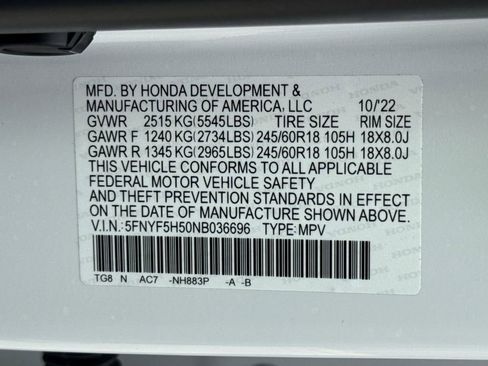 MFD. BY HONDA DEVELOPMENT &
MANUFACTURING OF AMERICA, LLC 10/'22
GVWR 2515 KG(5545LBS) TIRE SIZE RIM SIZE
GAWR F 1240 KG(2734LBS) 245/60R18 105H 18X8.0J
GAWR R 1345 KG(2965LBS) 245/60R18 105H 18X8.0J
THIS VEHICLE CONFORMS TO ALL APPLICABLE
FEDERAL MOTOR VEHICLE SAFETY
AND THEFT PREVENTION STANDARDS IN EFFECT
ON THE DATE OF MANUFACTURE SHOWN ABOVE.
V.I.N.: 5FNYF5H50NB036696 TYPE: MPV
TG8 N AC7 -NH883P -A -B